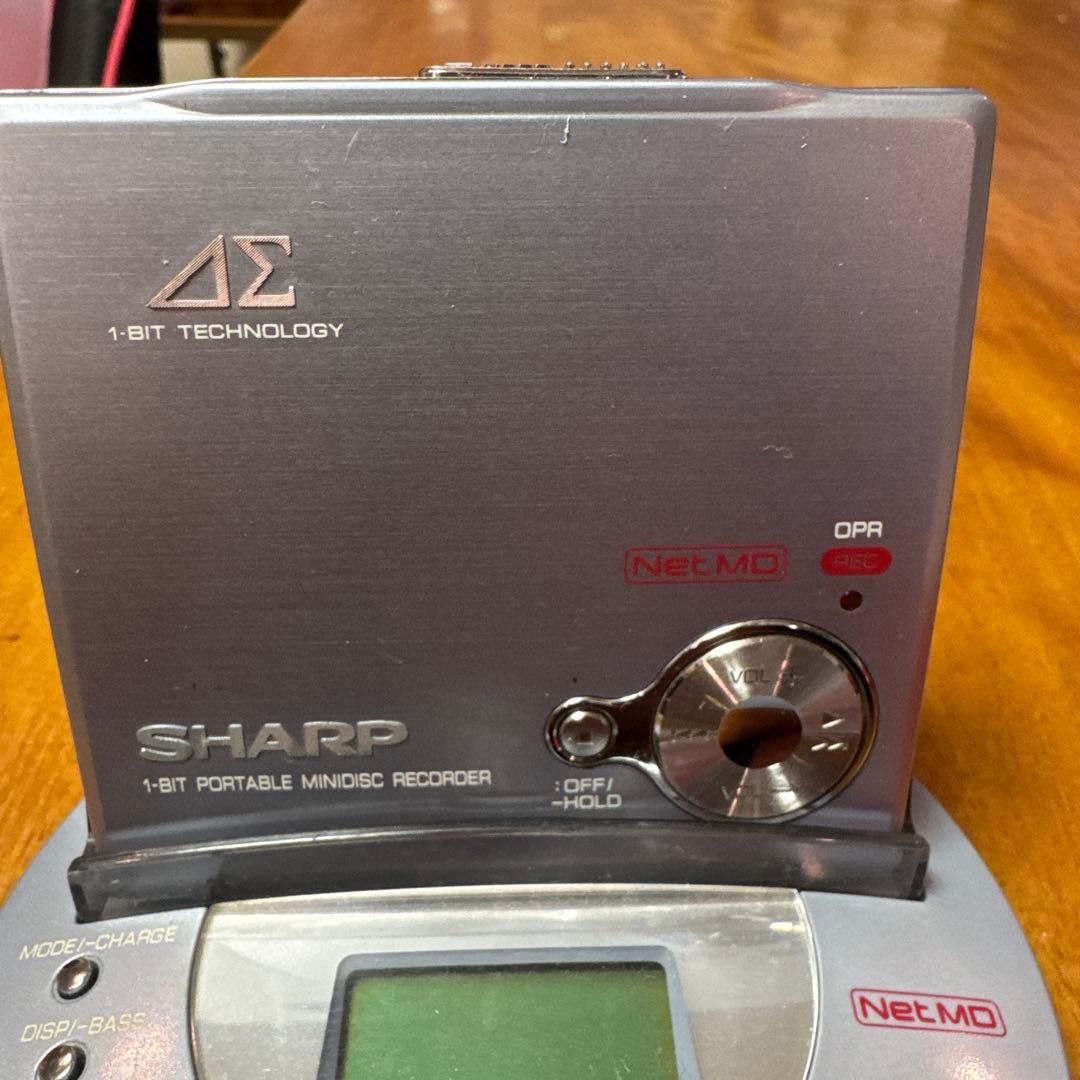 ΔΣ
1-BIT TECHNOLOGY
OPR
REC
NetMD
VOL +
VOL -
SHARP
1-BIT PORTABLE MINIDISC RECORDER
:OFF/
-HOLD
MODE/-CHARGE
DISP/-BASS
NetMD